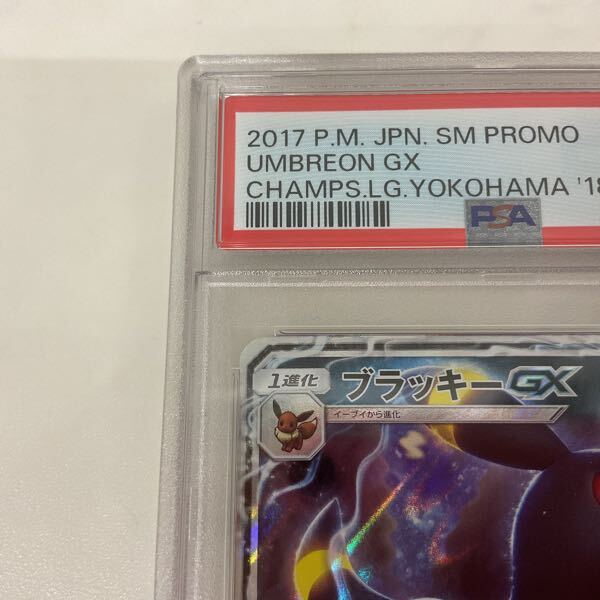 2017 P.M. JPN. SM PROMO
UMBREON GX
CHAMPS.LG.YOKOHAMA '18
PSA
1進化
ブラッキーGX
イーブイから進化